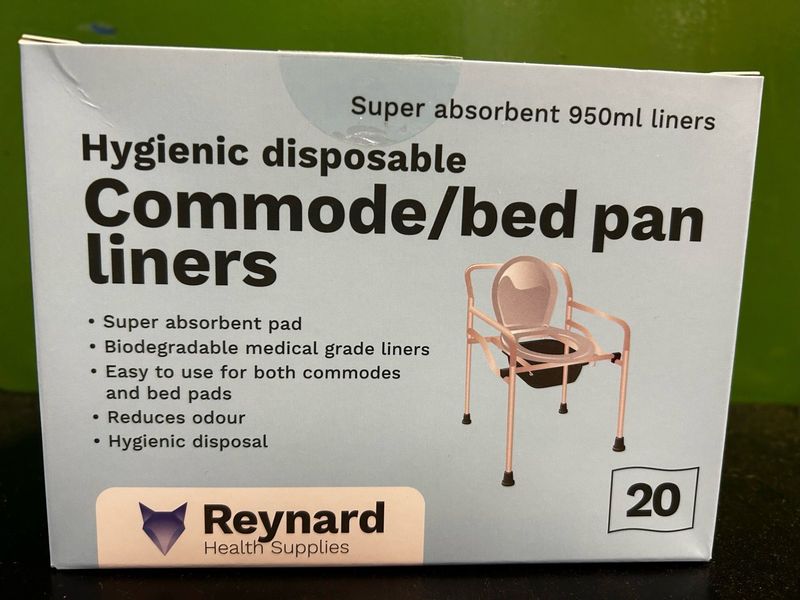 Super absorbent 950ml liners
Hygienic disposable
Commode/bed pan
liners
• Super absorbent pad
• Biodegradable medical grade liners
• Easy to use for both commodes
and bed pads
• Reduces odour
• Hygienic disposal
20
Reynard
Health Supplies